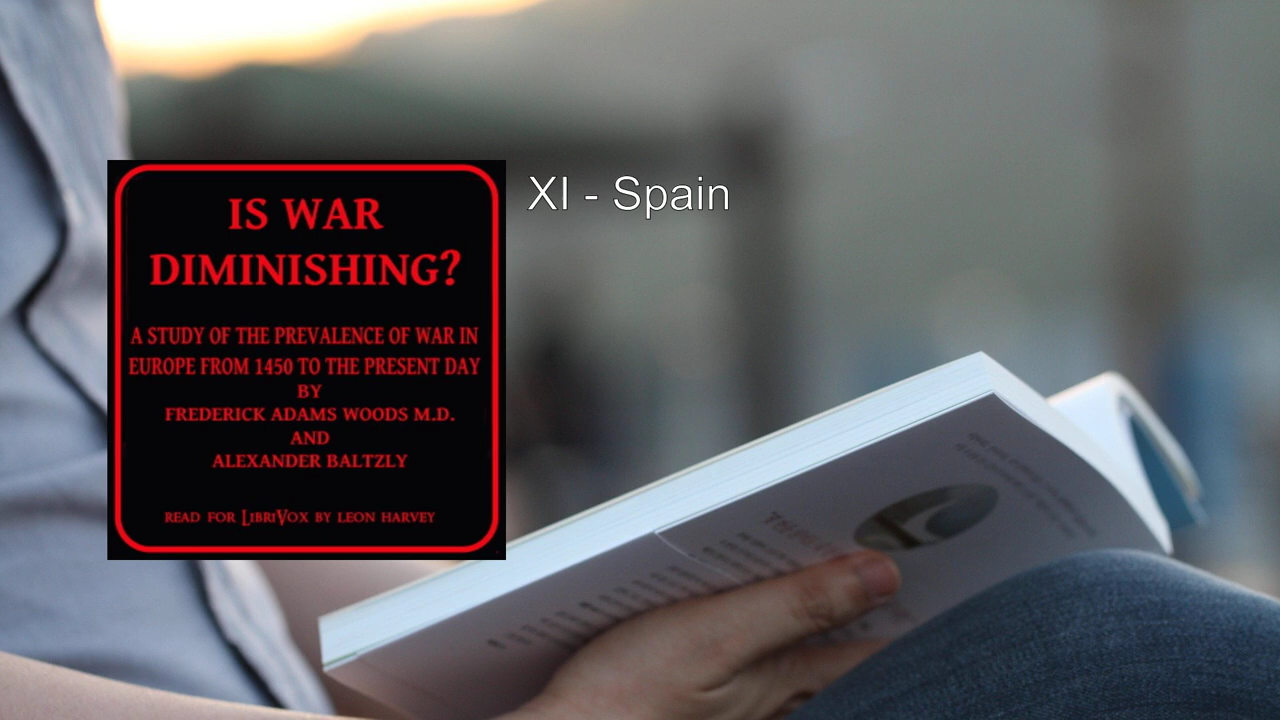 IS WAR
DIMINISHING?
A STUDY OF THE PREVALENCE OF WAR IN
EUROPE FROM 1450 TO THE PRESENT DAY
BY
FREDERICK ADAMS WOODS M.D.
AND
ALEXANDER BALTZLY
READ FOR LIBRIVOX BY LEON HARVEY
XI - Spain